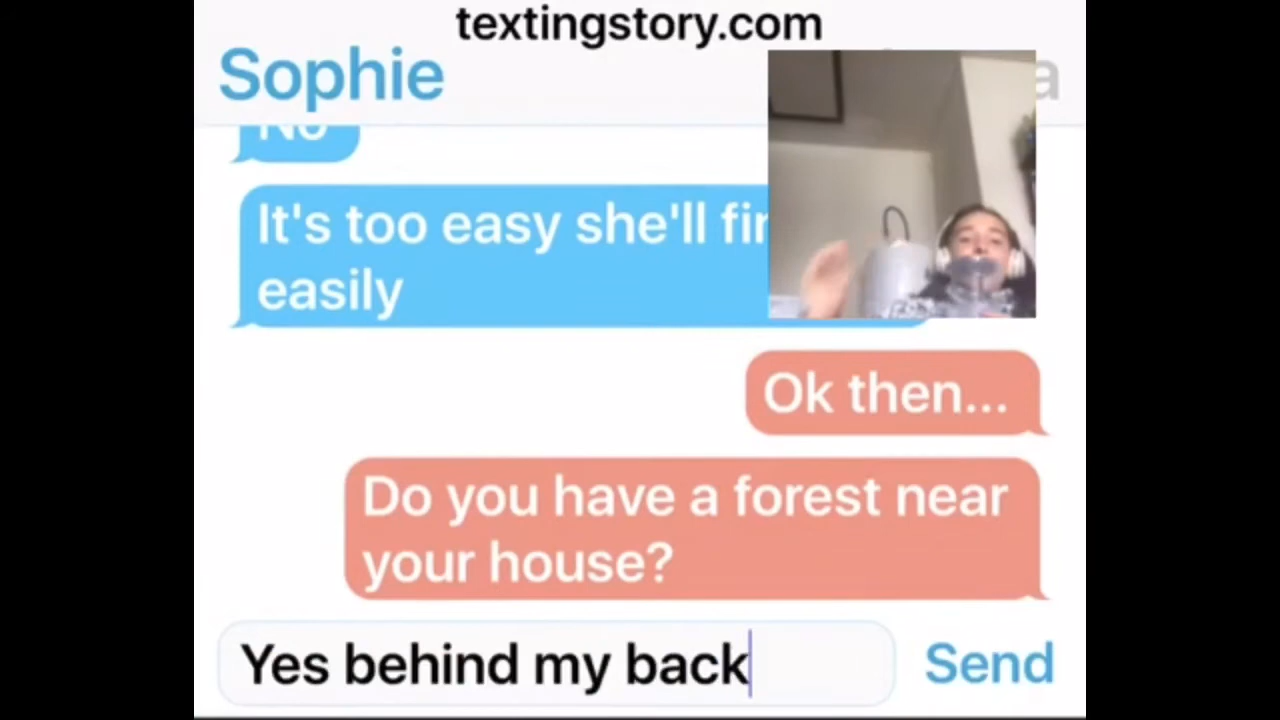 textingstory.com
Sophie
a
No
It's too easy she'll
easily
Ok then...
Do you have a forest near
your house?
Yes behind my back
Send